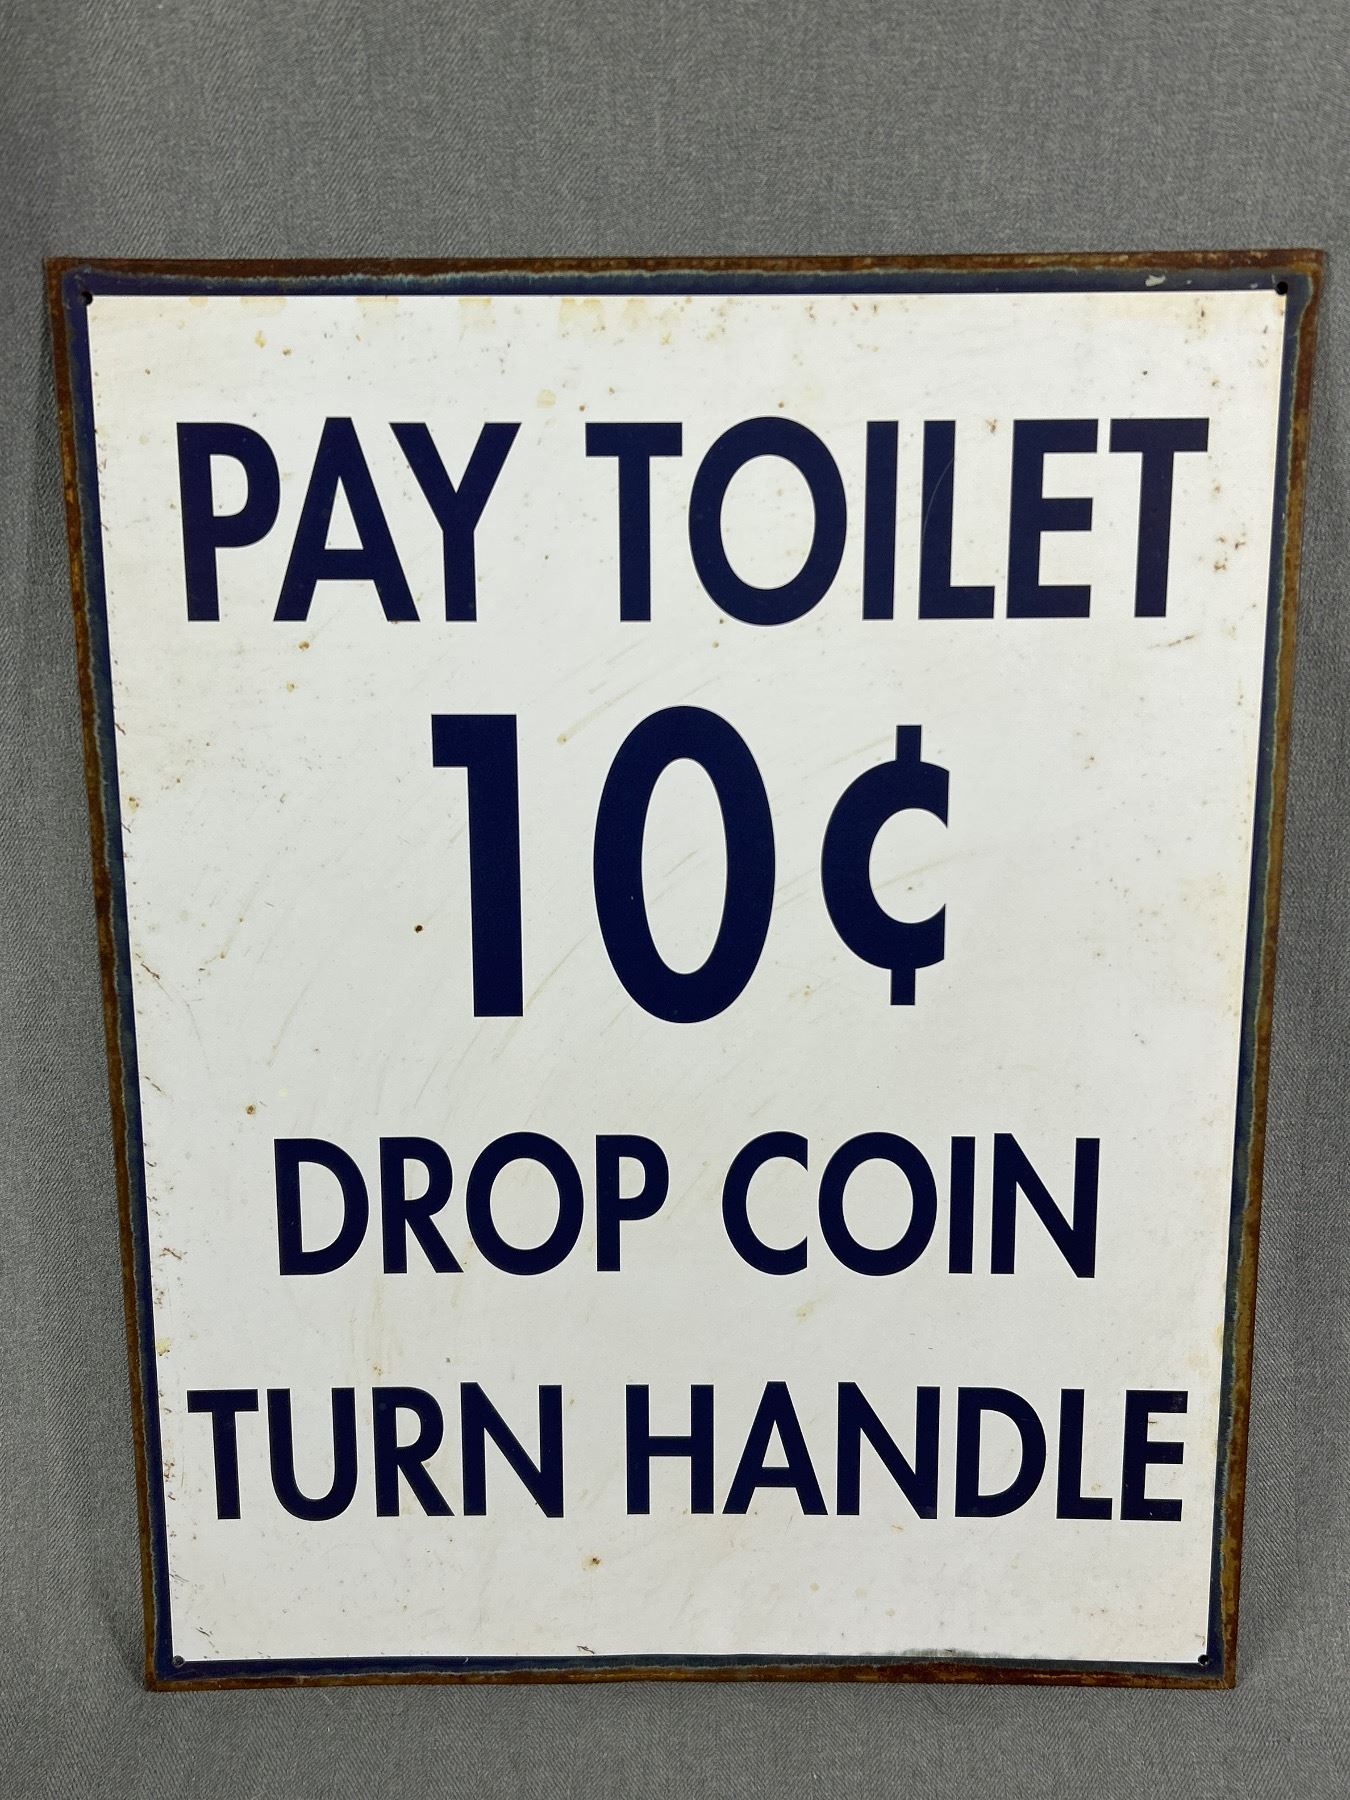 PAY TOILET
10¢
DROP COIN
TURN HANDLE